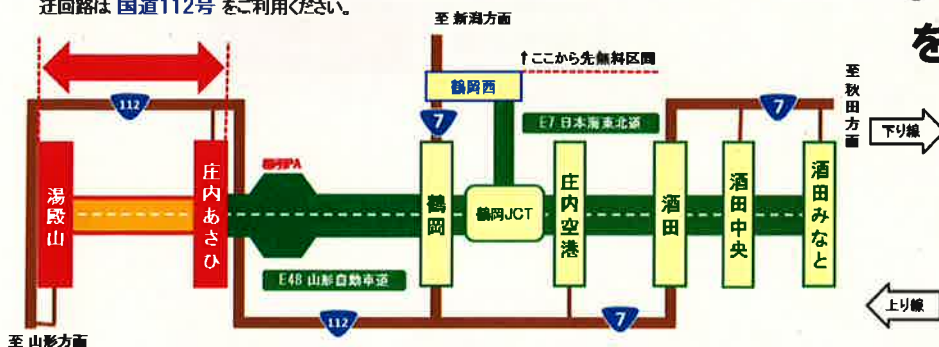 迂回路は 国道112号 をご利用ください。
を
至 新潟方面
↑ここから先無料区間
鶴岡西
112
7
E7 日本海東北道
7
至秋田方面
下り線
湯殿山
庄内あさひ
櫛引PA
鶴岡
鶴岡JCT
庄内空港
酒田
酒田中央
酒田みなと
E48 山形自動車道
112
7
上り線
至 山形方面